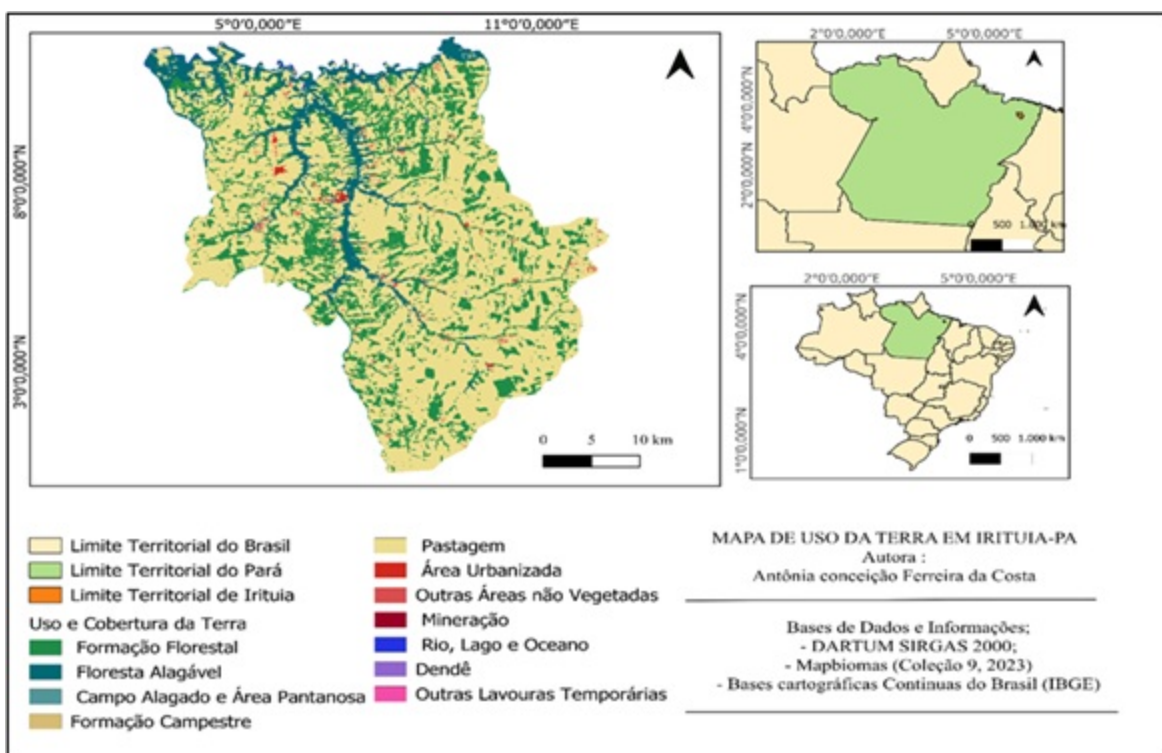 5°0'0,000"E
11°0'0,000"E
8°0'0,000"N
3°0'0,000"N
0 5 10 km
2°0'0,000"E
5°0'0,000"E
4°0'0,000"N
2°0'0,000"N
500 1.000 km
2°0'0,000"E
5°0'0,000"E
4°0'0,000"N
1°0'0,000"N
0 500 1.000 km
Limite Territorial do Brasil
Limite Territorial do Pará
Limite Territorial de Irituia
Uso e Cobertura da Terra
Formação Florestal
Floresta Alagável
Campo Alagado e Área Pantanosa
Formação Campestre
Pastagem
Área Urbanizada
Outras Áreas não Vegetadas
Mineração
Rio, Lago e Oceano
Dendê
Outras Lavouras Temporárias
MAPA DE USO DA TERRA EM IRITUIA-PA
Autora :
Antônia conceição Ferreira da Costa
Bases de Dados e Informações;
- DARTUM SIRGAS 2000;
- Mapbiomas (Coleção 9, 2023)
- Bases cartográficas Continuas do Brasil (IBGE)